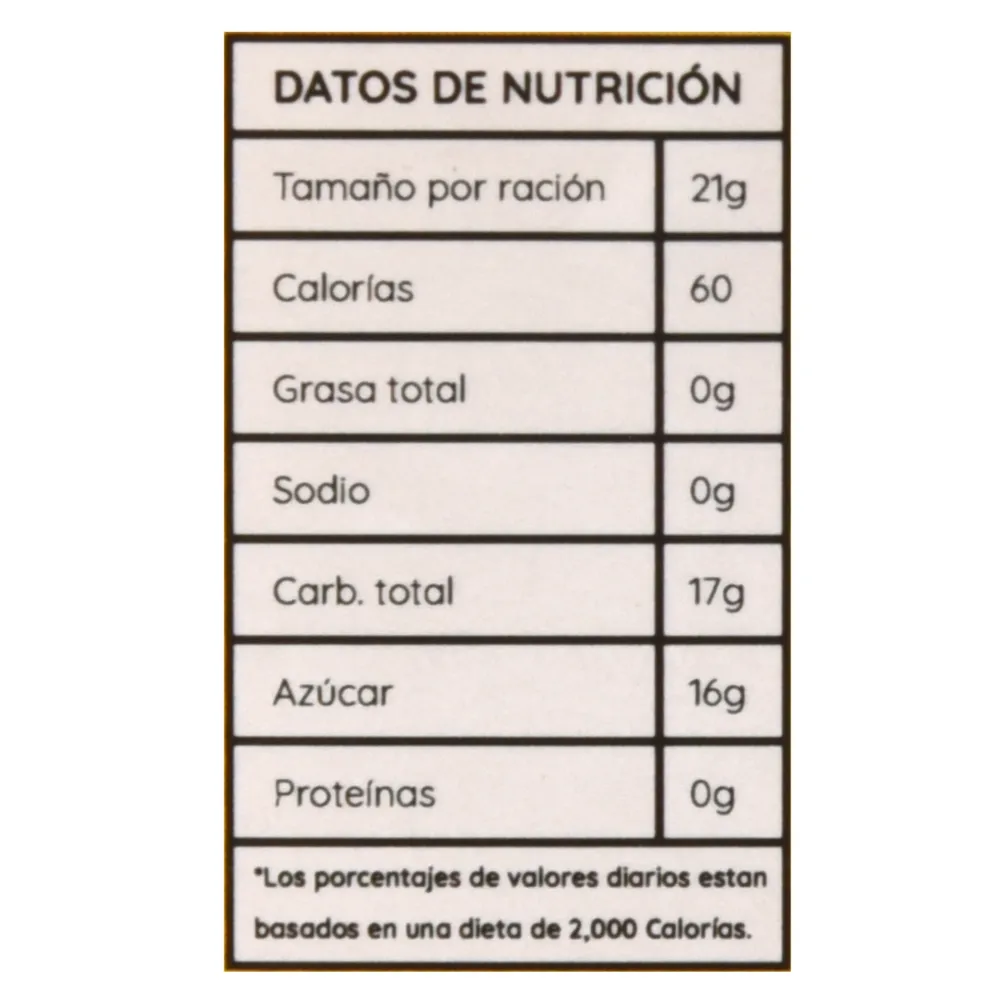 DATOS DE NUTRICIÓN
Tamaño por ración 21g
Calorías 60
Grasa total 0g
Sodio 0g
Carb. total 17g
Azúcar 16g
Proteínas 0g
*Los porcentajes de valores diarios estan
basados en una dieta de 2,000 Calorías.